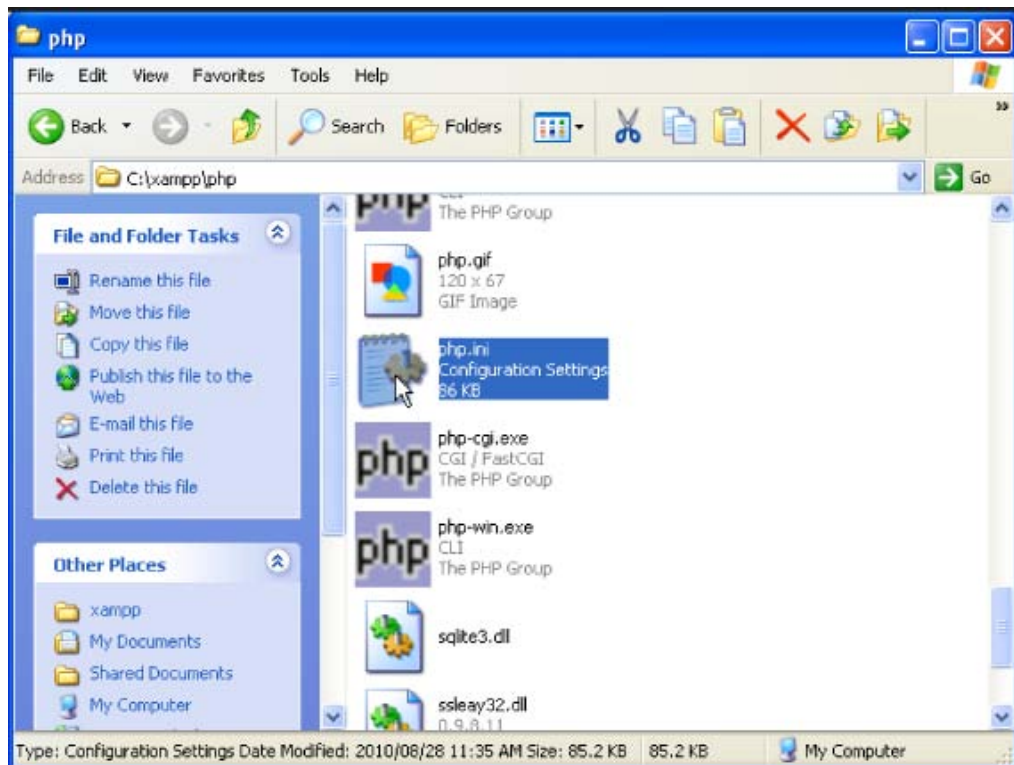 php
File Edit View Favorites Tools Help
Back Search Folders
Address C:\xampp\php Go
File and Folder Tasks
Rename this file
Move this file
Copy this file
Publish this file to the
Web
E-mail this file
Print this file
Delete this file
Other Places
xampp
My Documents
Shared Documents
My Computer
php
The PHP Group
php.gif
120 x 67
GIF Image
php.ini
Configuration Settings
86 KB
php
php-cgi.exe
CGI / FastCGI
The PHP Group
php
php-win.exe
CLI
The PHP Group
sqlite3.dll
ssleay32.dll
0.9.8.11
Type: Configuration Settings Date Modified: 2010/08/28 11:35 AM Size: 85.2 KB 85.2 KB My Computer